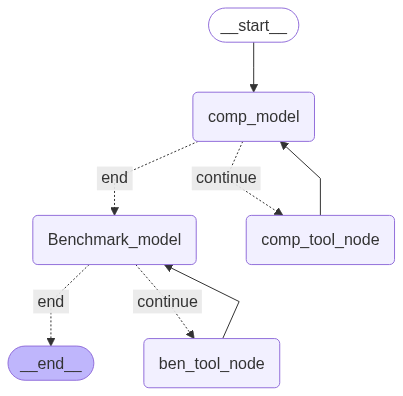 __start__
comp_model
end
continue
Benchmark_model
comp_tool_node
end
continue
__end__
ben_tool_node